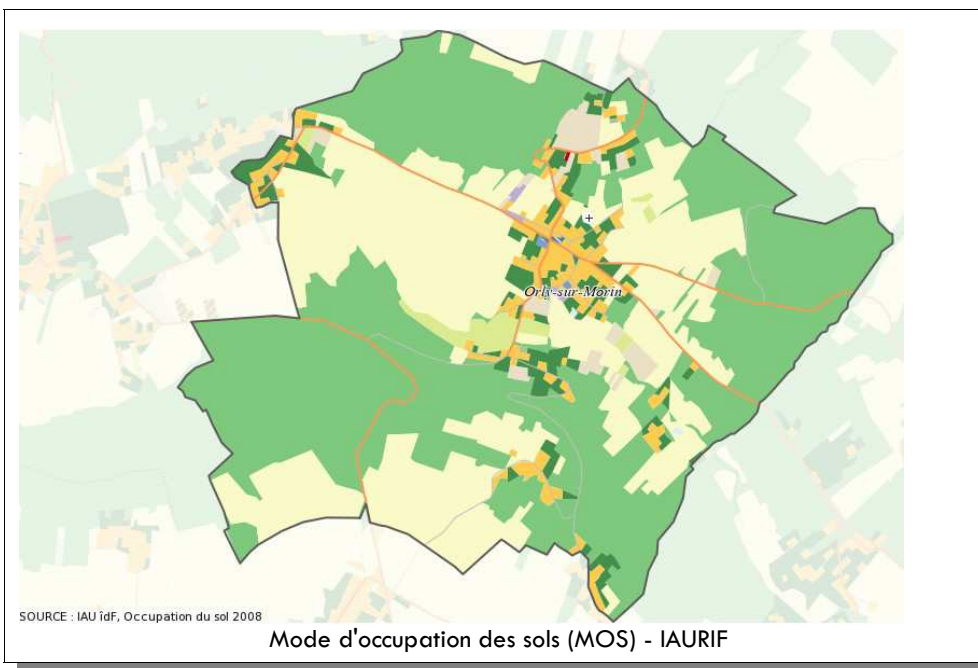 Orly-sur-Morin
SOURCE : IAU îdF, Occupation du sol 2008
Mode d'occupation des sols (MOS) - IAURIF